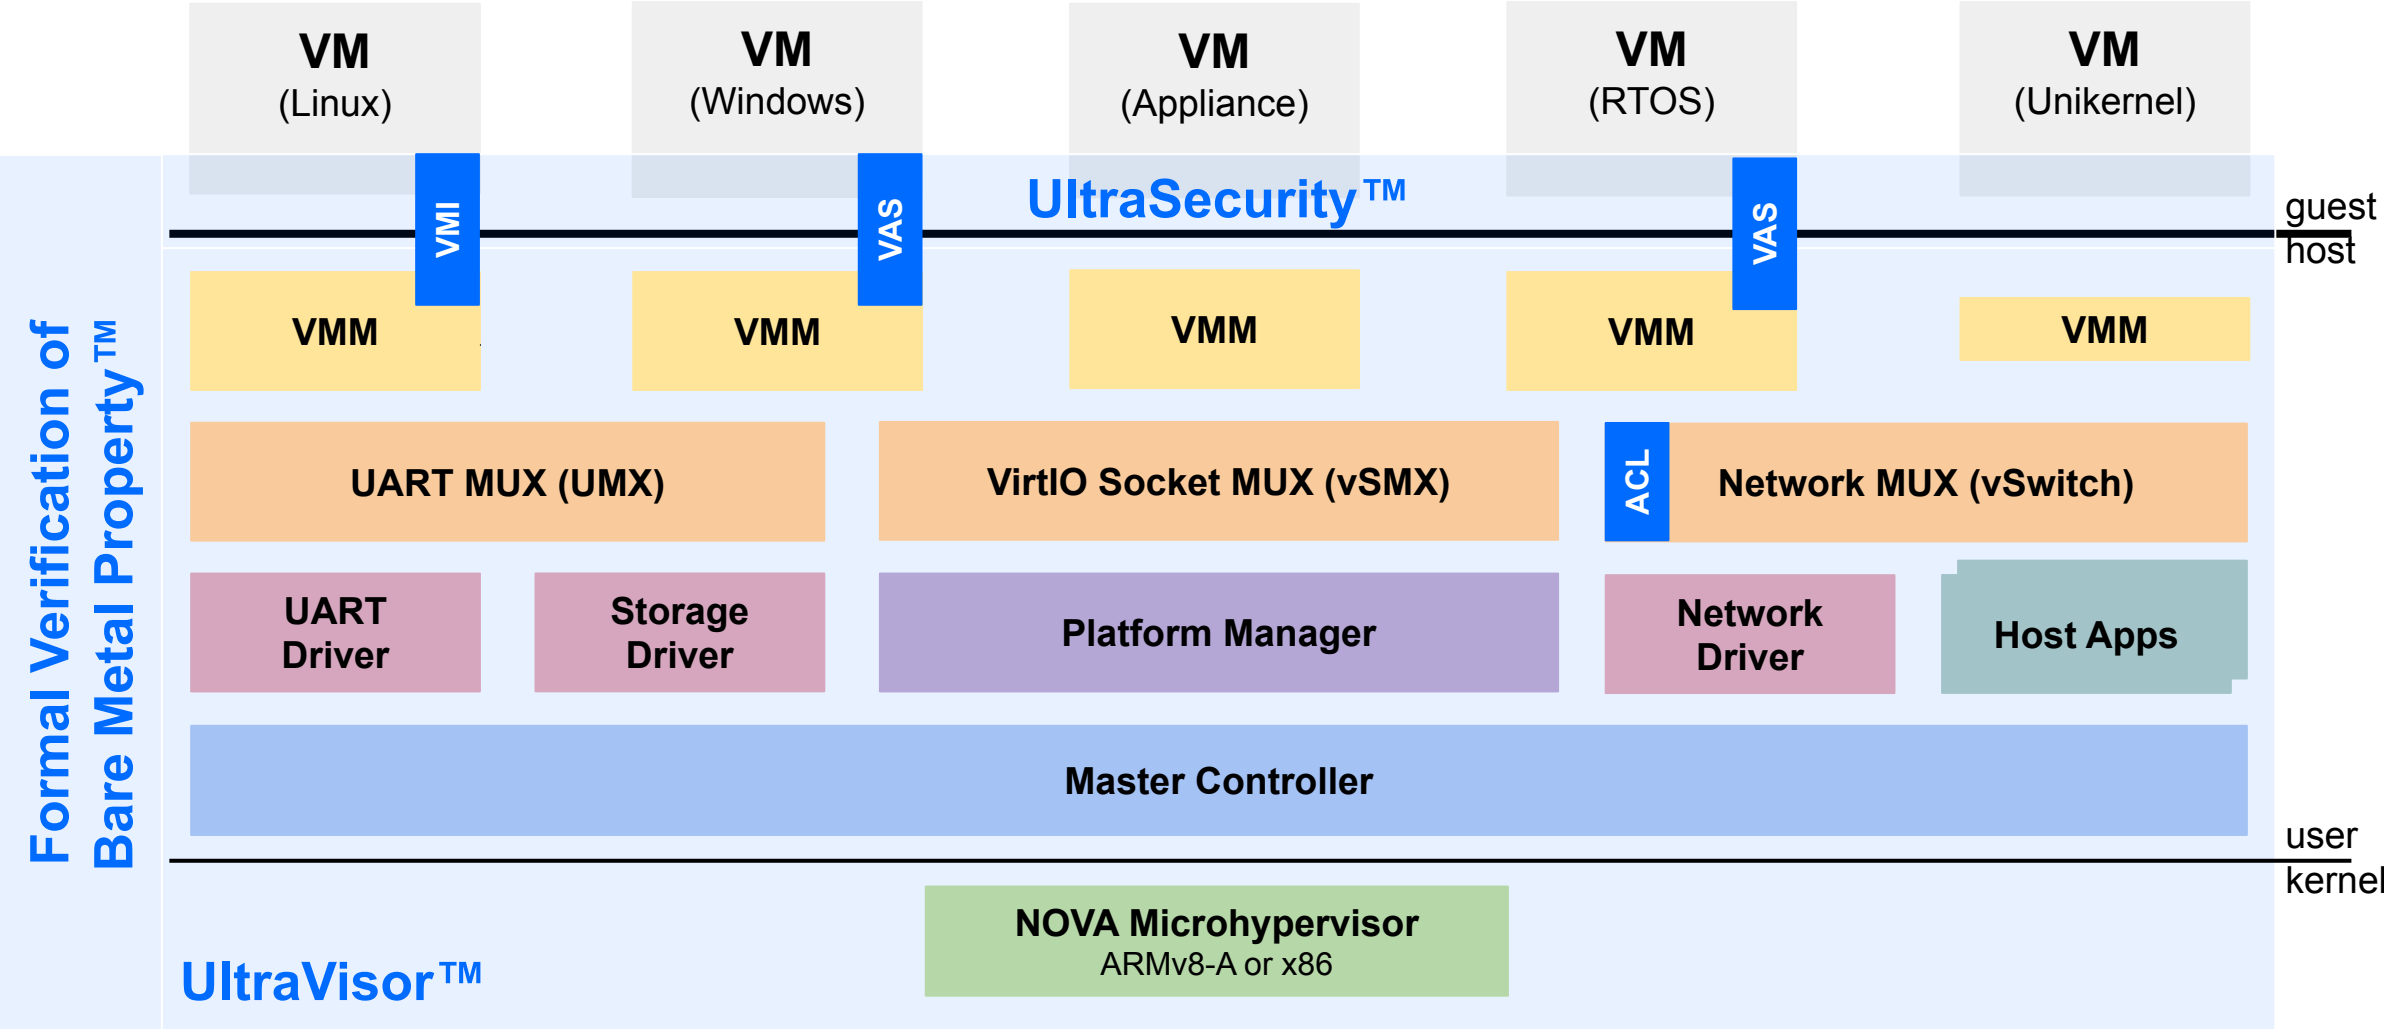 VM
(Linux)
VM
(Windows)
VM
(Appliance)
VM
(RTOS)
VM
(Unikernel)
VMI
VAS
UltraSecurity™
VAS
guest
host
Formal Verification of
Bare Metal Property™
VMM
VMM
VMM
VMM
VMM
UART MUX (UMX)
VirtIO Socket MUX (vSMX)
ACL
Network MUX (vSwitch)
UART
Driver
Storage
Driver
Platform Manager
Network
Driver
Host Apps
Master Controller
user
kernel
NOVA Microhypervisor
ARMv8-A or x86
UltraVisor™